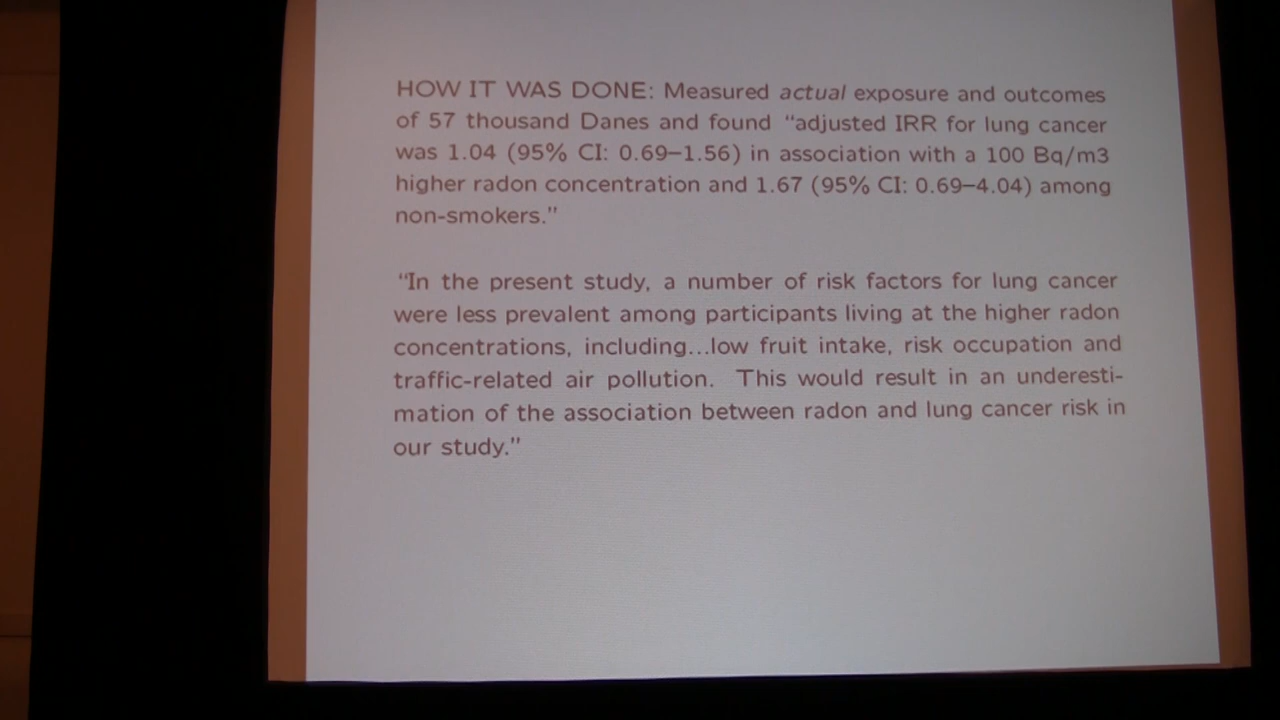 HOW IT WAS DONE: Measured actual exposure and outcomes
of 57 thousand Danes and found “adjusted IRR for lung cancer
was 1.04 (95% CI: 0.69–1.56) in association with a 100 Bq/m3
higher radon concentration and 1.67 (95% CI: 0.69–4.04) among
non-smokers.”
“In the present study, a number of risk factors for lung cancer
were less prevalent among participants living at the higher radon
concentrations, including...low fruit intake, risk occupation and
traffic-related air pollution. This would result in an underesti-
mation of the association between radon and lung cancer risk in
our study.”